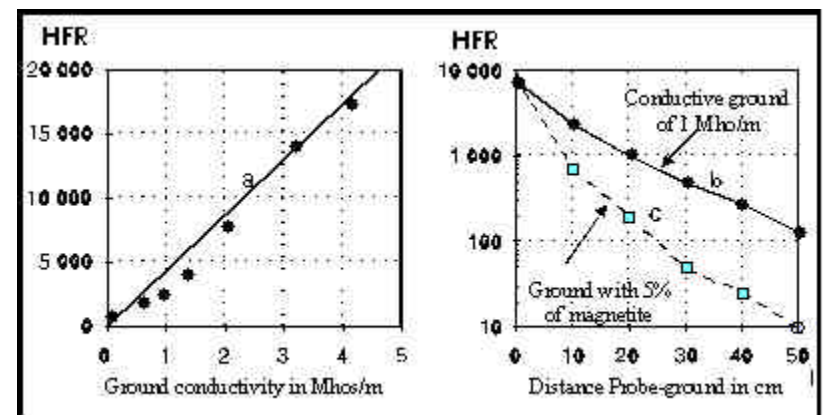 HFR
20 000
15 000
10 000
5 000
0
a
0 1 2 3 4 5
Ground conductivity in Mhos/m
HFR
10 000
1 000
100
10
Conductive ground
of 1 Mho/m
b
c
Ground with 5%
of magnetite
0 10 20 30 40 50
Distance Probe-ground in cm